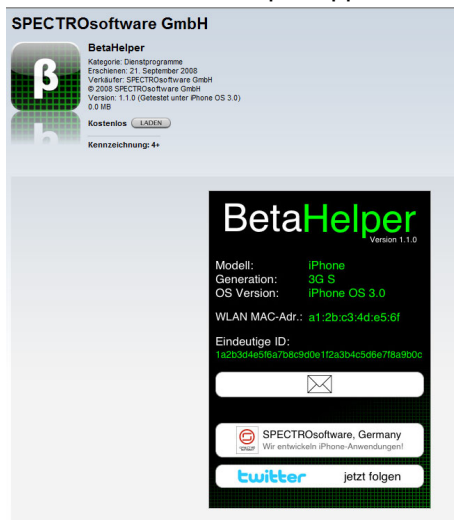 SPECTROsoftware GmbH
BetaHelper
Kategorie: Dienstprogramme
Erschienen: 21. September 2008
Verkäufer: SPECTROsoftware GmbH
© 2008 SPECTROsoftware GmbH
Version: 1.1.0 (Getestet unter iPhone OS 3.0)
0.0 MB
Kostenlos LADEN
Kennzeichnung: 4+
β
BetaHelper
Version 1.1.0
Modell: iPhone
Generation: 3G S
OS Version: iPhone OS 3.0
WLAN MAC-Adr.: a1:2b:c3:4d:e5:6f
Eindeutige ID:
1a2b3d4e5f6a7b8c9d0e1f2a3b4c5d6e7f8a9b0c
SPECTROsoftware, Germany
Wir entwickeln iPhone-Anwendungen!
twitter jetzt folgen